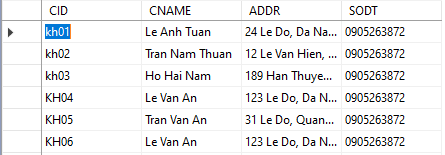 CID CNAME ADDR SODT
kh01 Le Anh Tuan 24 Le Do, Da Na... 0905263872
kh02 Tran Nam Thuan 12 Le Van Hien, ... 0905263872
kh03 Ho Hai Nam 189 Han Thuye... 0905263872
KH04 Le Van An 123 Le Do, Da N... 0905263872
KH05 Tran Van An 31 Le Do, Quan... 0905263872
KH06 Le Van An 123 Le Do, Da N... 0905263872